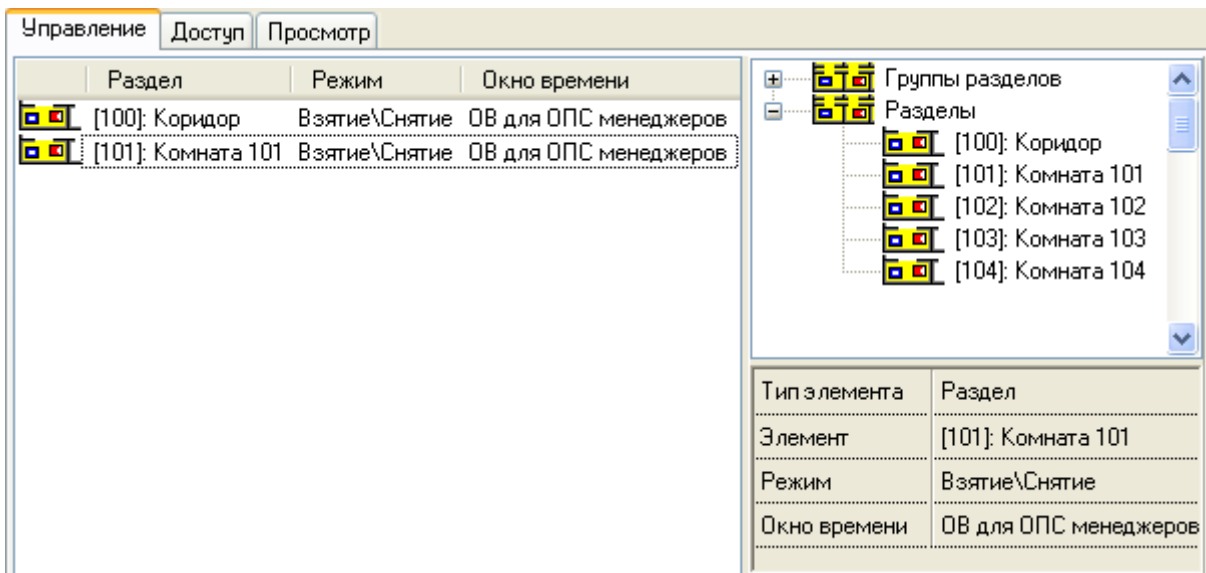 Управление Доступ Просмотр
Раздел Режим Окно времени
[100]: Коридор Взятие\Снятие ОВ для ОПС менеджеров
[101]: Комната 101 Взятие\Снятие ОВ для ОПС менеджеров
Группы разделов
Разделы
[100]: Коридор
[101]: Комната 101
[102]: Комната 102
[103]: Комната 103
[104]: Комната 104
Тип элемента Раздел
Элемент [101]: Комната 101
Режим Взятие\Снятие
Окно времени ОВ для ОПС менеджеров